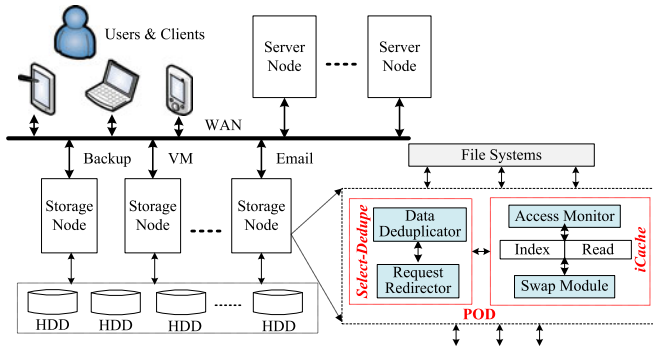 Users & Clients
Server
Node
Server
Node
WAN
Backup
VM
Email
File Systems
Storage
Node
Storage
Node
Storage
Node
Select-Dedupe
Data
Deduplicator
Request
Redirector
Access Monitor
Index
Read
Swap Module
iCache
POD
HDD
HDD
HDD
HDD